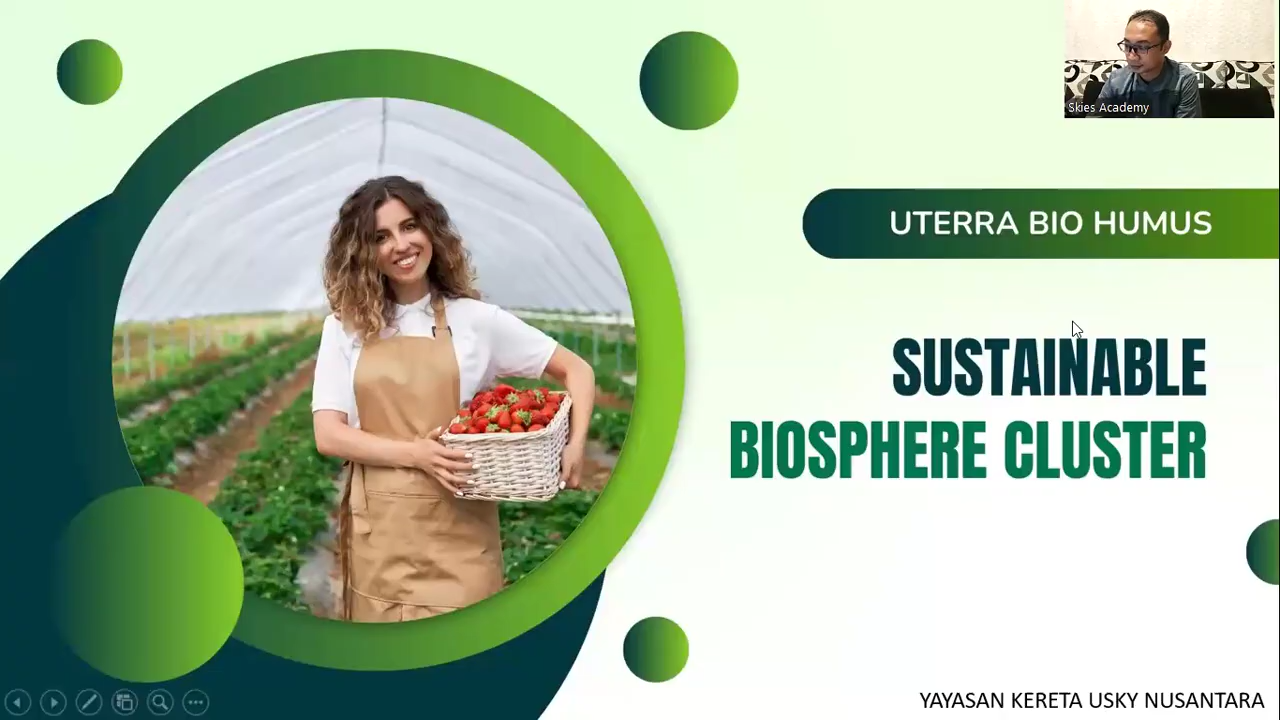 Skies Academy
UTERRA BIO HUMUS
SUSTAINABLE
BIOSPHERE CLUSTER
YAYASAN KERETA USKY NUSANTARA